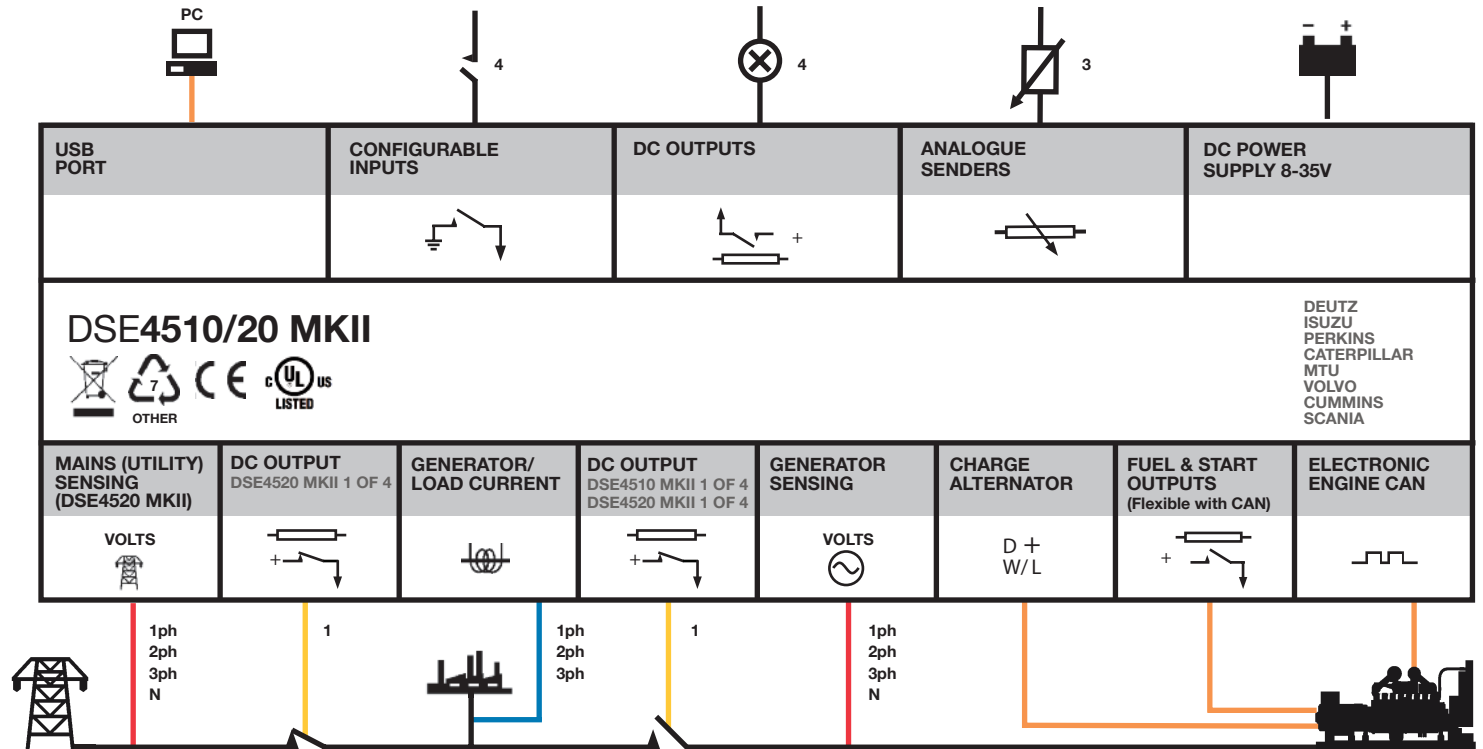 PC
4
4
3
− +
USB
PORT
CONFIGURABLE
INPUTS
DC OUTPUTS
ANALOGUE
SENDERS
DC POWER
SUPPLY 8-35V
+
DSE4510/20 MKII
7
OTHER
CE
c UL us
LISTED
DEUTZ
ISUZU
PERKINS
CATERPILLAR
MTU
VOLVO
CUMMINS
SCANIA
MAINS (UTILITY)
SENSING
(DSE4520 MKII)
VOLTS
DC OUTPUT
DSE4520 MKII 1 OF 4
+
GENERATOR/
LOAD CURRENT
DC OUTPUT
DSE4510 MKII 1 OF 4
DSE4520 MKII 1 OF 4
+
GENERATOR
SENSING
VOLTS
CHARGE
ALTERNATOR
D +
W/L
FUEL & START
OUTPUTS
(Flexible with CAN)
+
ELECTRONIC
ENGINE CAN
1ph
2ph
3ph
N
1
1ph
2ph
3ph
1
1ph
2ph
3ph
N